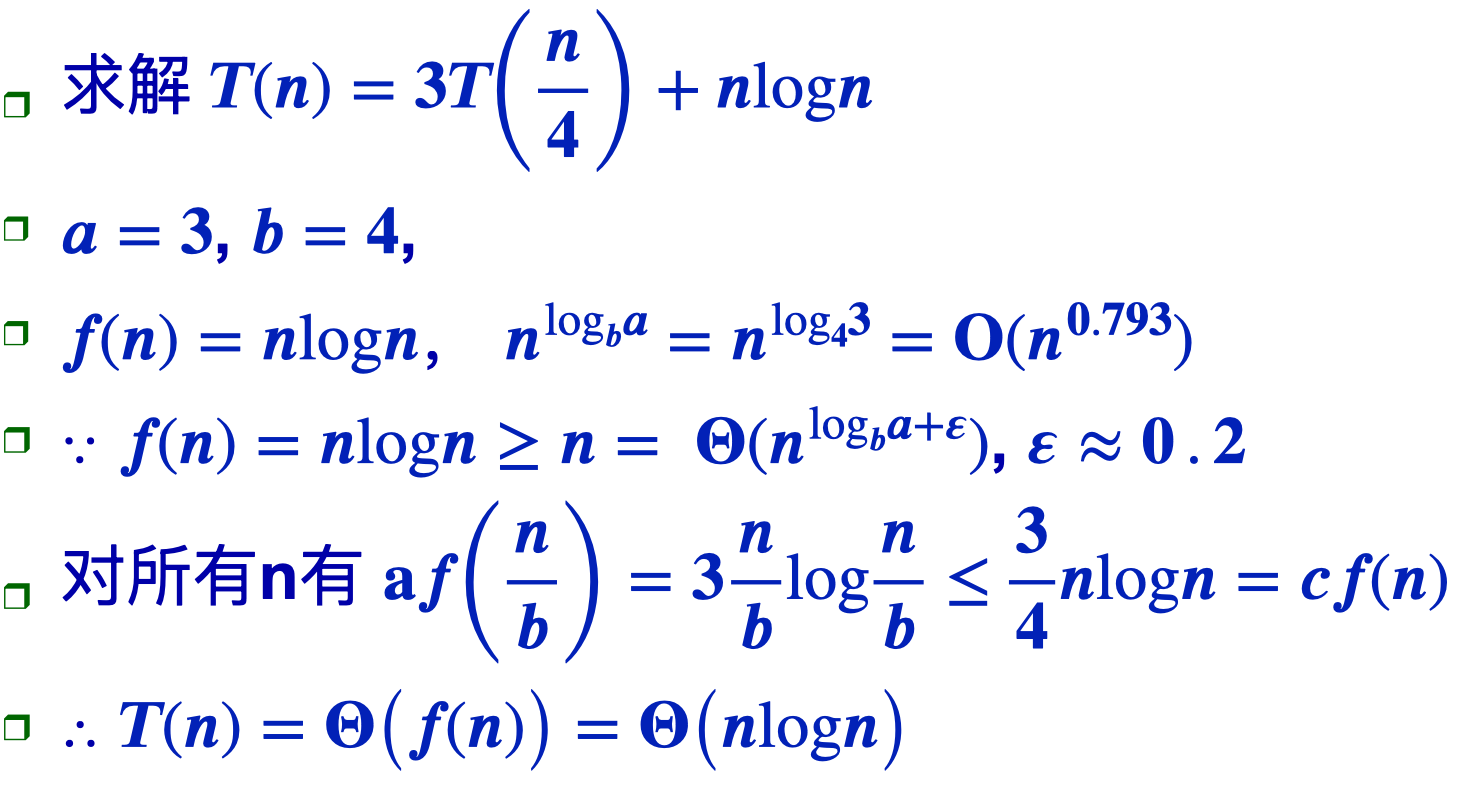 求解 T(n) = 3T(n/4) + nlogn
a = 3, b = 4,
f(n) = nlogn, n^{log_b a} = n^{log_4 3} = O(n^{0.793})
∵ f(n) = nlogn ≥ n = Θ(n^{log_b a+ε}), ε ≈ 0.2
对所有n有 af(n/b) = 3 n/b log n/b ≤ 3/4 nlogn = cf(n)
∴ T(n) = Θ(f(n)) = Θ(nlogn)